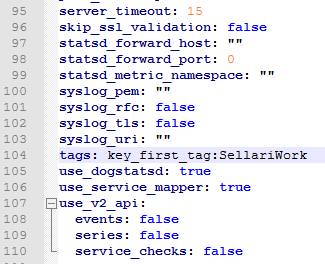 95 server_timeout: 15
96 skip_ssl_validation: false
97 statsd_forward_host: ""
98 statsd_forward_port: 0
99 statsd_metric_namespace: ""
100 syslog_pem: ""
101 syslog_rfc: false
102 syslog_tls: false
103 syslog_uri: ""
104 tags: key_first_tag:SellariWork
105 use_dogstatsd: true
106 use_service_mapper: true
107 use_v2_api:
108 events: false
109 series: false
110 service_checks: false